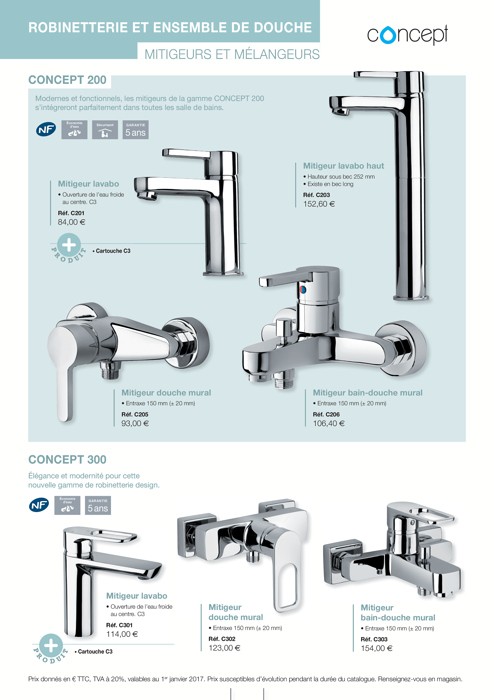 ROBINETTERIE ET ENSEMBLE DE DOUCHE
concept
MITIGEURS ET MÉLANGEURS
CONCEPT 200
Modernes et fonctionnels, les mitigeurs de la gamme CONCEPT 200
s'intègreront parfaitement dans toutes les salle de bains.
NF
GARANTIE
5 ans
Mitigeur lavabo haut
• Hauteur sous bec 252 mm
• Existe en bec long
Réf. C203
152,60 €
Mitigeur lavabo
• Ouverture de l'eau froide
au centre. C3
Réf. C201
84,00 €
PRODUIT +
• Cartouche C3
Mitigeur douche mural
• Entraxe 150 mm (± 20 mm)
Réf. C205
93,00 €
Mitigeur bain-douche mural
• Entraxe 150 mm (± 20 mm)
Réf. C206
106,40 €
CONCEPT 300
Élégance et modernité pour cette
nouvelle gamme de robinetterie design.
NF
GARANTIE
5 ans
Mitigeur lavabo
• Ouverture de l'eau froide
au centre. C3
Réf. C301
114,00 €
PRODUIT +
• Cartouche C3
Mitigeur
douche mural
• Entraxe 150 mm (± 20 mm)
Réf. C302
123,00 €
Mitigeur
bain-douche mural
• Entraxe 150 mm (± 20 mm)
Réf. C303
154,00 €
Prix donnés en € TTC, TVA à 20%, valables au 1er janvier 2017. Prix susceptibles d'évolution pendant la durée du catalogue. Renseignez-vous en magasin.